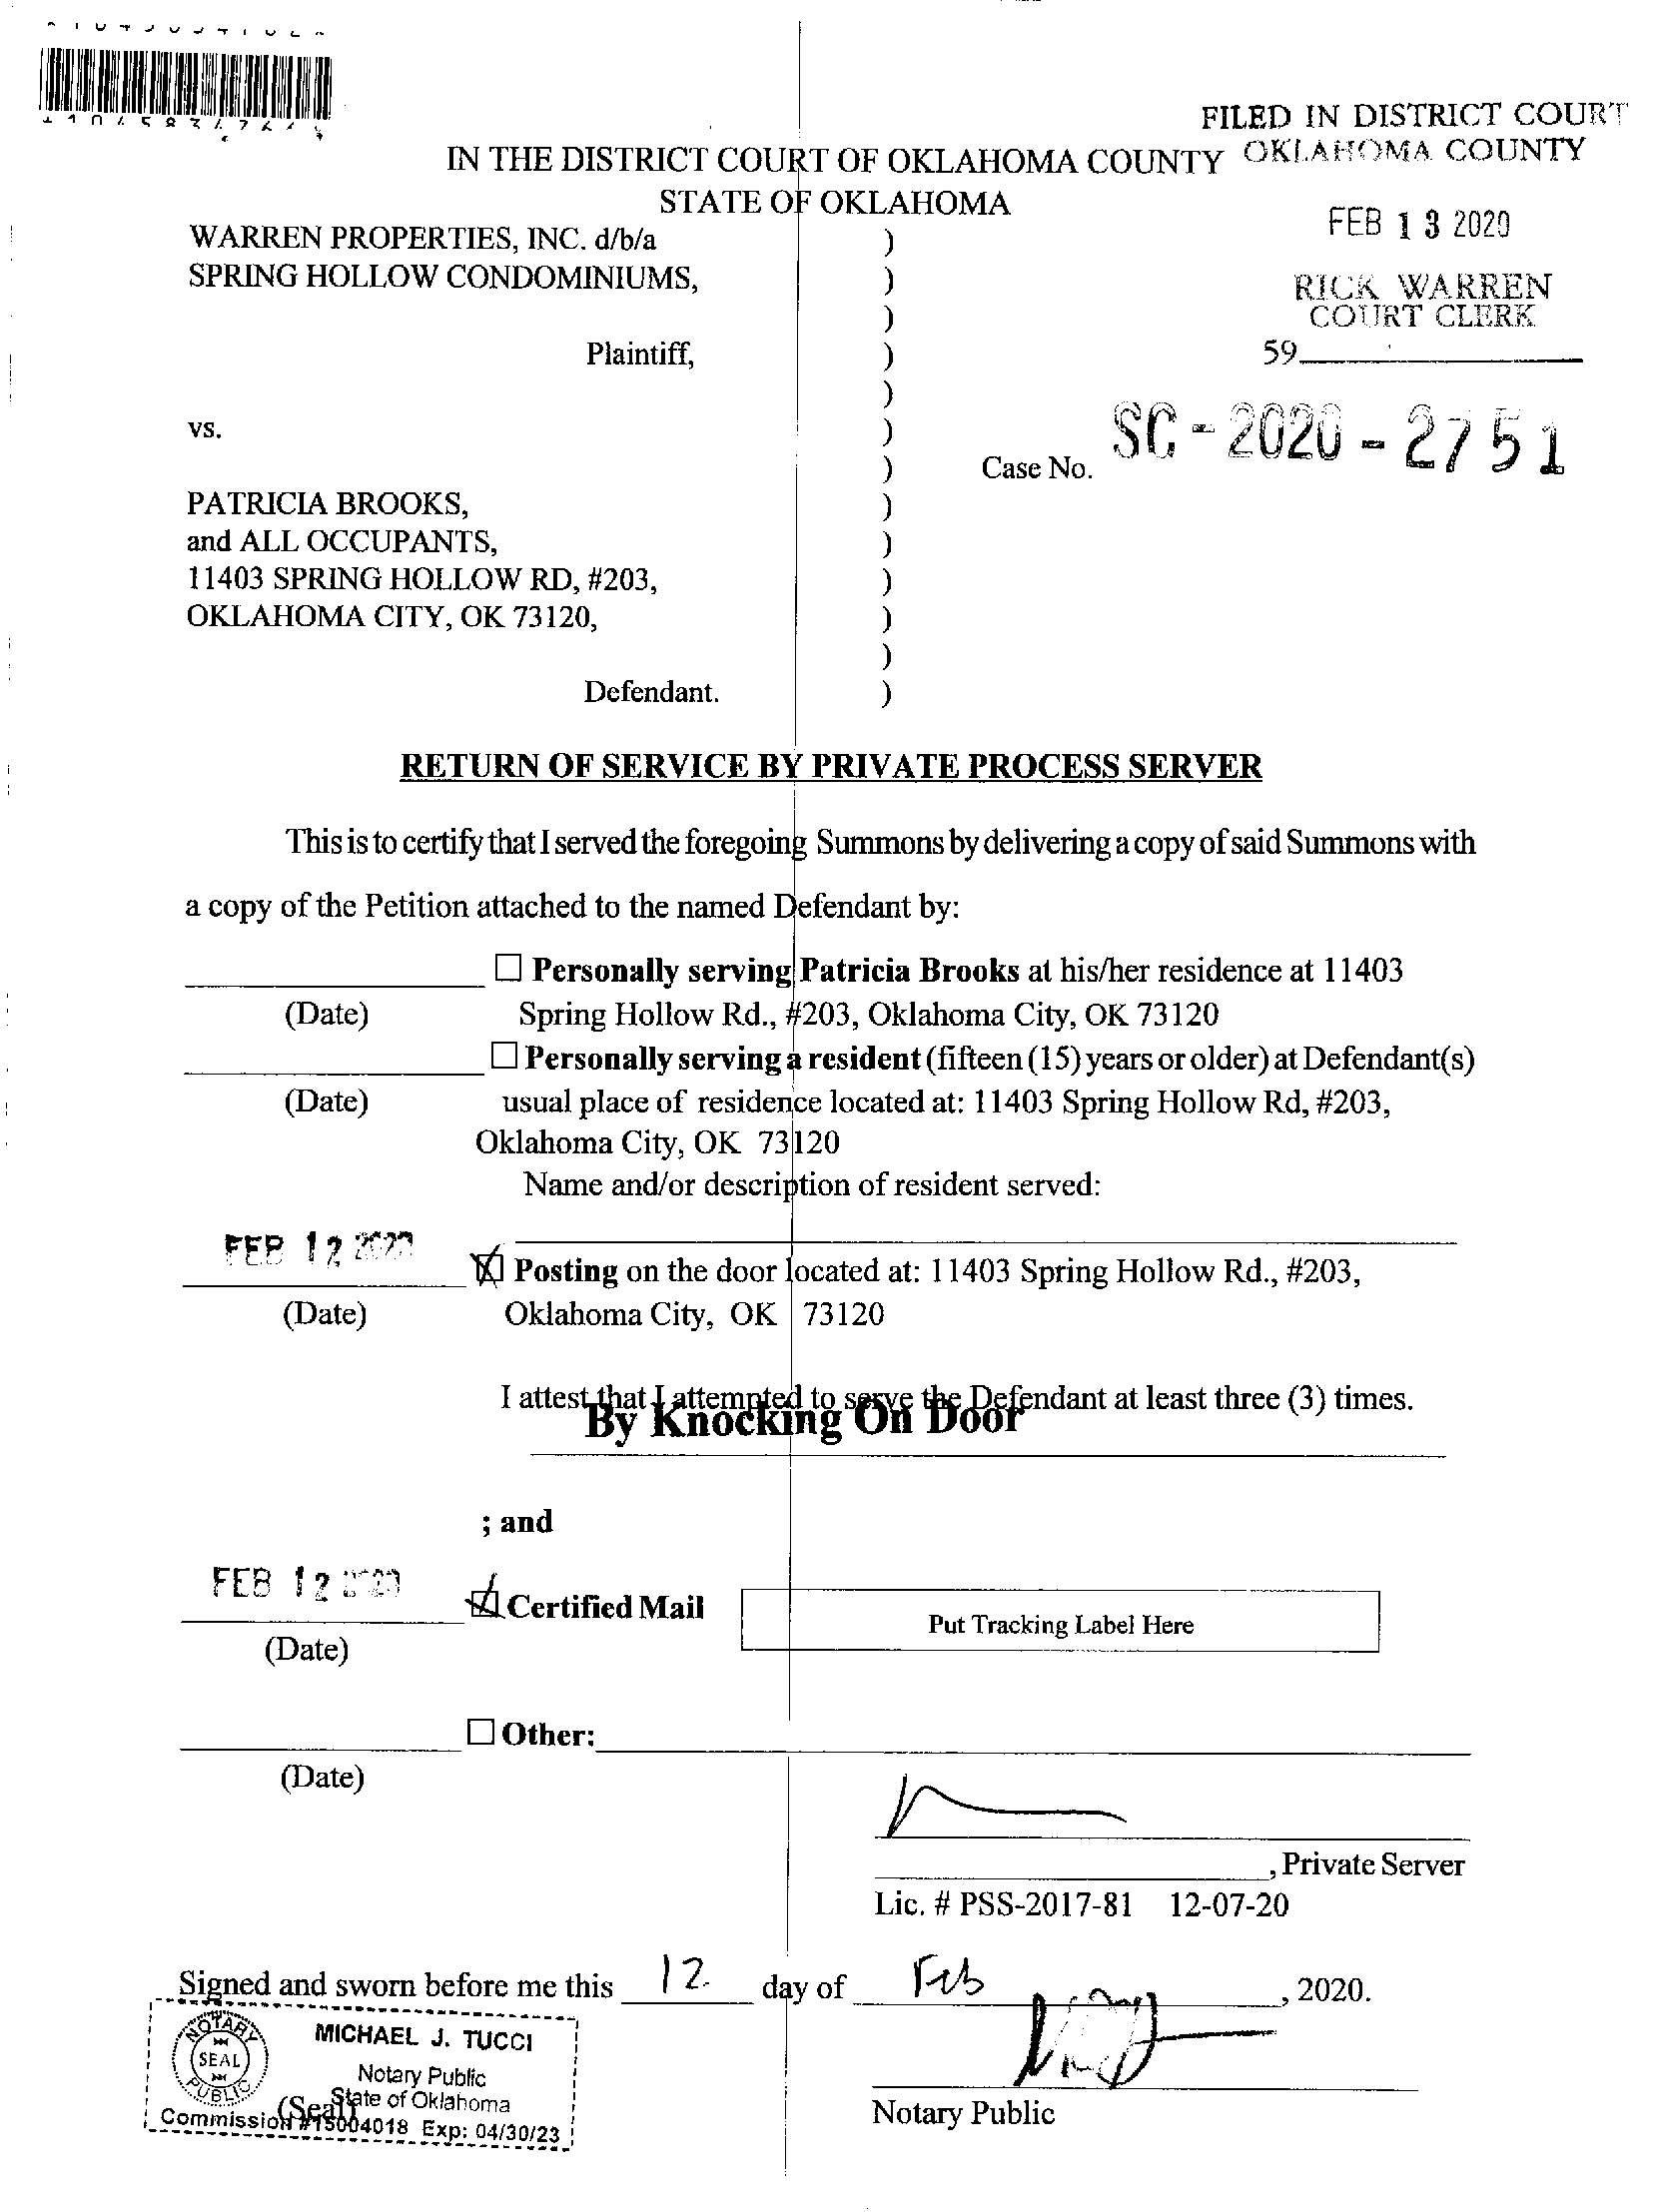 FILED IN DISTRICT COURT
OKLAHOMA COUNTY
IN THE DISTRICT COURT OF OKLAHOMA COUNTY
STATE OF OKLAHOMA
FEB 13 2020
RICK WARREN
COURT CLERK
59
WARREN PROPERTIES, INC. d/b/a )
SPRING HOLLOW CONDOMINIUMS, )
)
Plaintiff, )
)
vs. )
Case No. SC-2020-2751
)
PATRICIA BROOKS, )
and ALL OCCUPANTS, )
11403 SPRING HOLLOW RD, #203, )
OKLAHOMA CITY, OK 73120, )
)
Defendant. )
RETURN OF SERVICE BY PRIVATE PROCESS SERVER
This is to certify that I served the foregoing Summons by delivering a copy of said Summons with
a copy of the Petition attached to the named Defendant by:
☐ Personally serving Patricia Brooks at his/her residence at 11403
(Date) Spring Hollow Rd., #203, Oklahoma City, OK 73120
☐ Personally serving a resident (fifteen (15) years or older) at Defendant(s)
(Date) usual place of residence located at: 11403 Spring Hollow Rd, #203,
Oklahoma City, OK 73120
Name and/or description of resident served:
FEB 12 2020
☒ Posting on the door located at: 11403 Spring Hollow Rd., #203,
(Date) Oklahoma City, OK 73120
I attest that I attempted to serve the Defendant at least three (3) times.
By Knocking On Door
; and
FEB 12 2020
☑ Certified Mail Put Tracking Label Here
(Date)
☐ Other:
(Date)
, Private Server
Lic. # PSS-2017-81 12-07-20
Signed and sworn before me this 12 day of Feb, 2020.
NOTARY
SEAL
PUBLIC
MICHAEL J. TUCCI
Notary Public
State of Oklahoma
(Seal)
Commission #15004018 Exp: 04/30/23
Notary Public